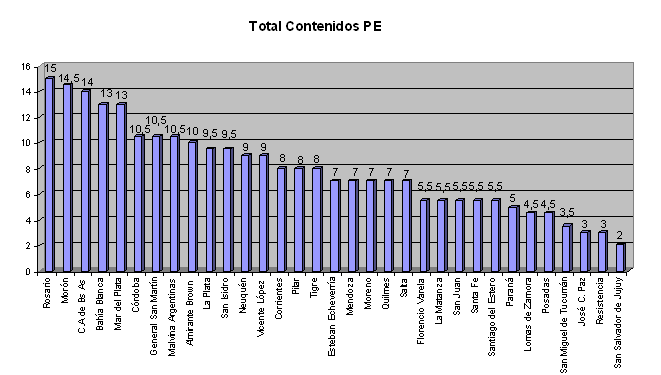 Total Contenidos PE
16
14
12
10
8
6
4
2
0
15
14,5
14
13
13
10,5
10,5
10,5
10
9,5
9,5
9
9
8
8
8
7
7
7
7
7
5,5
5,5
5,5
5,5
5,5
5
4,5
4,5
3,5
3
3
2
Rosario
Morón
C.A de Bs As
Bahía Blanca
Mar del Plata
Córdoba
General San Martín
Malvina Argentinas
Almirante Brown
La Plata
San Isidro
Neuquén
Vicente López
Corrientes
Pilar
Tigre
Esteban Echeverría
Mendoza
Moreno
Quilmes
Salta
Florencio Varela
La Matanza
San Juan
Santa Fe
Santiago del Estero
Paraná
Lomas de Zamora
Posadas
San Miguel de Tucumán
José C. Paz
Resistencia
San Salvador de Jujuy